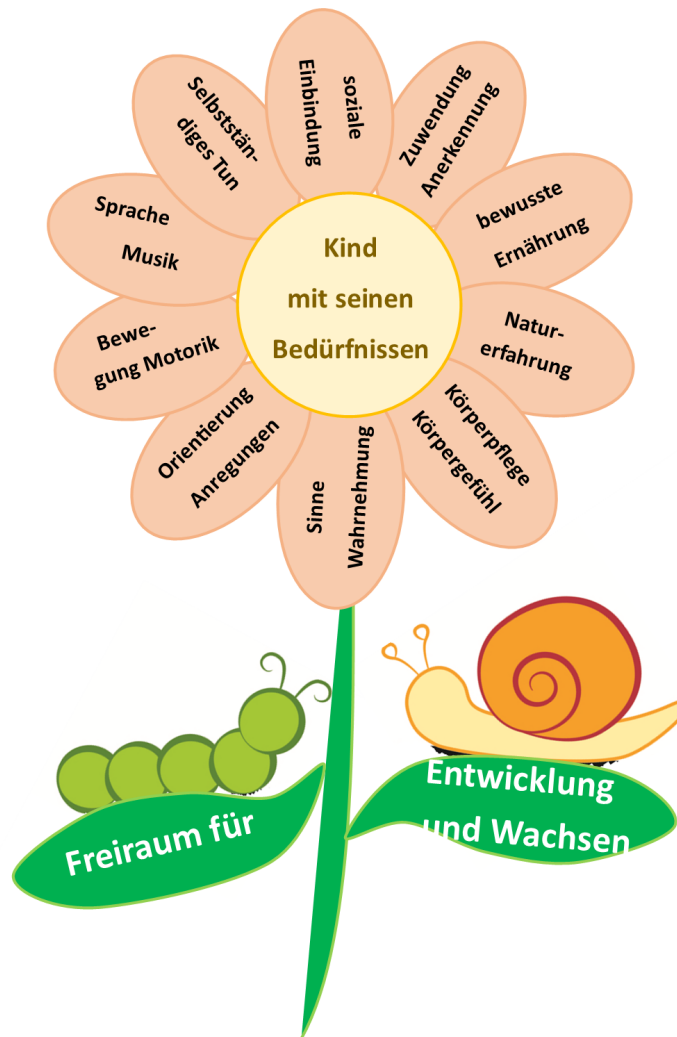 Kind
mit seinen
Bedürfnissen
soziale
Einbindung
Zuwendung
Anerkennung
bewusste
Ernährung
Natur-
erfahrung
Körperpflege
Körpergefühl
Sinne
Wahrnehmung
Orientierung
Anregungen
Bewe-
gung Motorik
Sprache
Musik
Selbststän-
diges Tun
Freiraum für
Entwicklung
und Wachsen